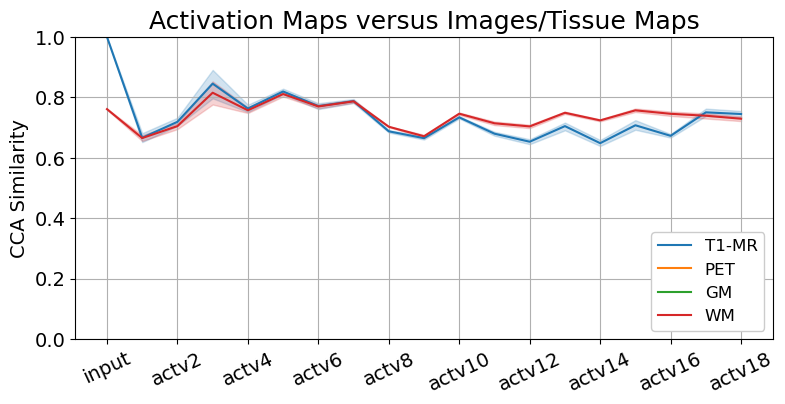 Activation Maps versus Images/Tissue Maps
CCA Similarity
1.0
0.8
0.6
0.4
0.2
0.0
input
actv2
actv4
actv6
actv8
actv10
actv12
actv14
actv16
actv18
T1-MR
PET
GM
WM